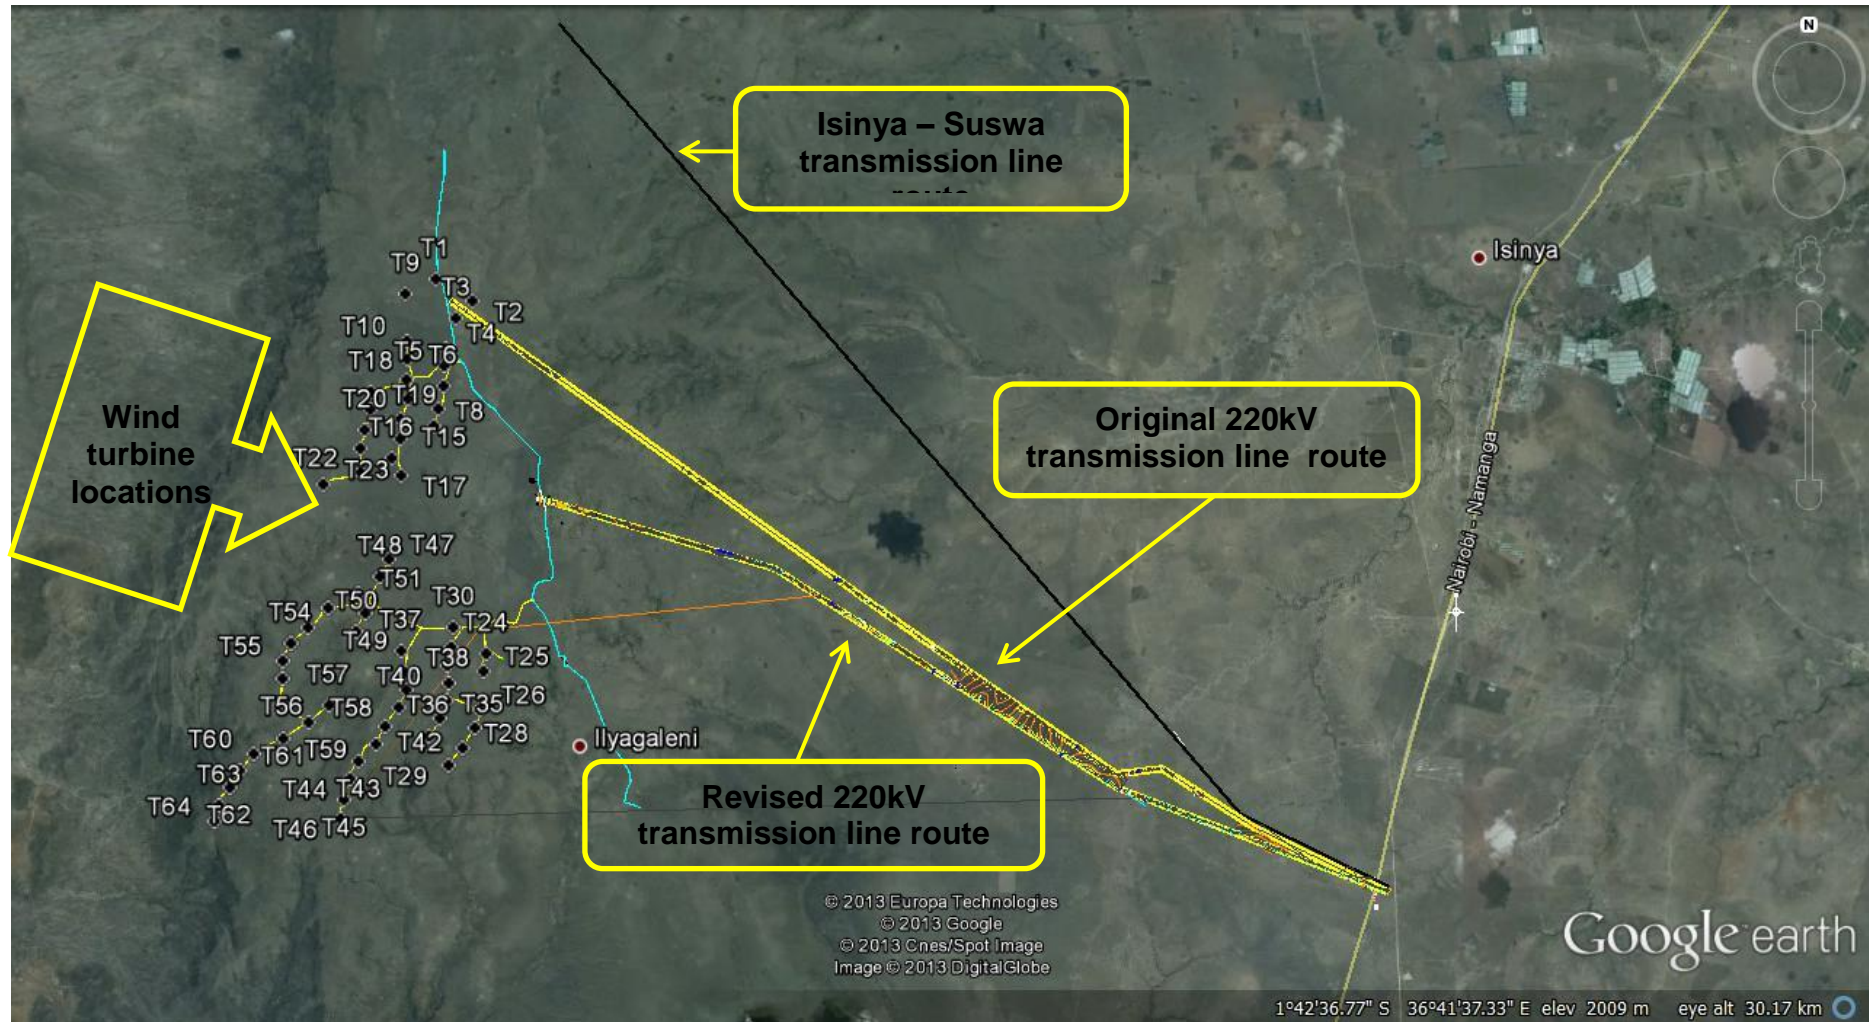 N
Isinya – Suswa
transmission line
route
Isinya
T1
T9
T3
T2
T10
T4
T5
T6
T18
T19
T20
T8
T16
T15
T22
T23
T17
Wind
turbine
locations
Original 220kV
transmission line route
Nairobi - Namanga
T48
T47
T51
T50
T54
T30
T37
T24
T49
T55
T38
T25
T57
T40
T26
T56
T58
T36
T35
T28
T60
T61
T59
T42
Ilyagaleni
T63
T29
T44
T43
T64
T62
T46
T45
Revised 220kV
transmission line route
© 2013 Europa Technologies
© 2013 Google
© 2013 Cnes/Spot Image
Image © 2013 DigitalGlobe
Google earth
1°42'36.77" S 36°41'37.33" E elev 2009 m eye alt 30.17 km